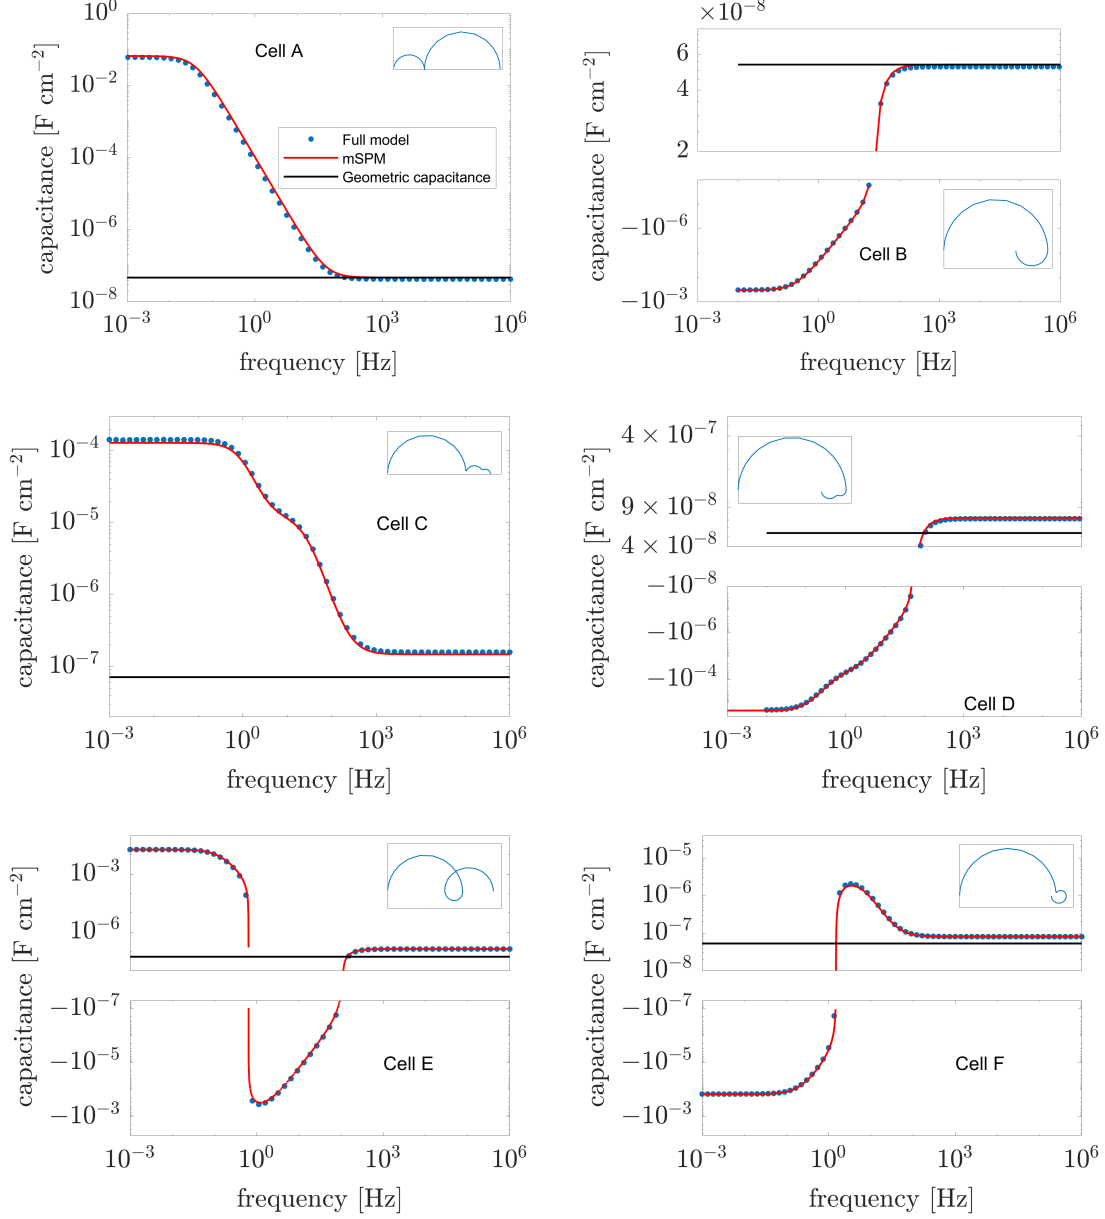 Cell A
Full model
mSPM
Geometric capacitance
10^0
10^−2
10^−4
10^−6
10^−8
capacitance [F cm^−2]
10^−3 10^0 10^3 10^6
frequency [Hz]
×10^−8
6
4
2
−10^−6
−10^−3
capacitance [F cm^−2]
Cell B
10^−3 10^0 10^3 10^6
frequency [Hz]
10^−4
10^−5
10^−6
10^−7
capacitance [F cm^−2]
Cell C
10^−3 10^0 10^3 10^6
frequency [Hz]
4 × 10^−7
9 × 10^−8
4 × 10^−8
−10^−8
−10^−6
−10^−4
capacitance [F cm^−2]
Cell D
10^−3 10^0 10^3 10^6
frequency [Hz]
10^−3
10^−6
−10^−7
−10^−5
−10^−3
capacitance [F cm^−2]
Cell E
10^−3 10^0 10^3 10^6
frequency [Hz]
10^−5
10^−6
10^−7
10^−8
−10^−7
−10^−5
−10^−3
capacitance [F cm^−2]
Cell F
10^−3 10^0 10^3 10^6
frequency [Hz]